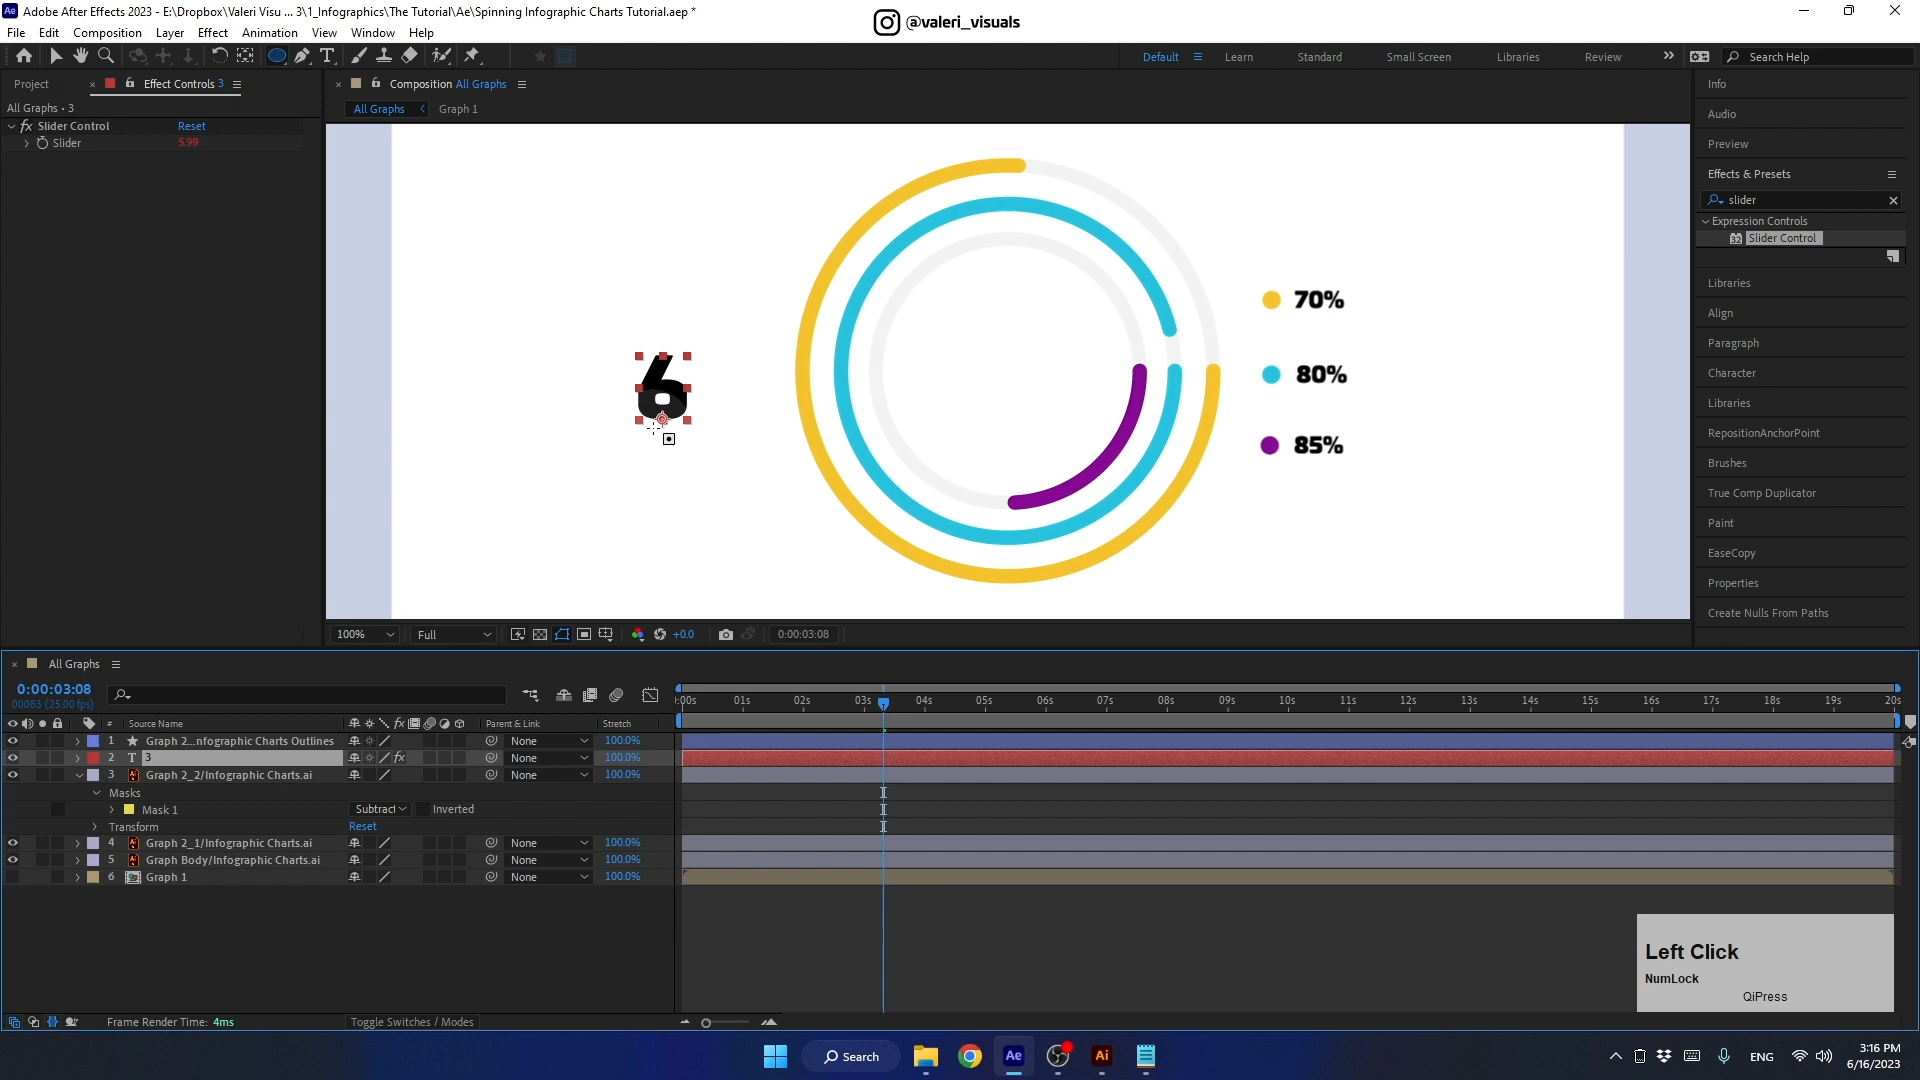 Adobe After Effects 2023 - E:\Dropbox\Valeri Visu ... 3\1_Infographics\The Tutorial\Ae\Spinning Infographic Charts Tutorial.aep *
@valeri_visuals
File Edit Composition Layer Effect Animation View Window Help
Default Learn Standard Small Screen Libraries Review Search Help
Project Effect Controls 3
All Graphs • 3
fx Slider Control Reset
Slider 5.99
Composition All Graphs
All Graphs Graph 1
6
70%
80%
85%
100% Full +0.0 0:00:03:08
Info
Audio
Preview
Effects & Presets
slider
Expression Controls
Slider Control
Libraries
Align
Paragraph
Character
Libraries
RepositionAnchorPoint
Brushes
True Comp Duplicator
Paint
EaseCopy
Properties
Create Nulls From Paths
All Graphs
0:00:03:08
00083 (25.00 fps)
:00s 01s 02s 03s 04s 05s 06s 07s 08s 09s 10s 11s 12s 13s 14s 15s 16s 17s 18s 19s 20s
# Source Name Parent & Link Stretch
1 Graph 2...nfographic Charts Outlines None 100.0%
2 T 3 fx None 100.0%
3 Graph 2_2/Infographic Charts.ai None 100.0%
Masks
Mask 1 Subtract Inverted
Transform Reset
4 Graph 2_1/Infographic Charts.ai None 100.0%
5 Graph Body/Infographic Charts.ai None 100.0%
6 Graph 1 None 100.0%
Left Click
NumLock
QiPress
Frame Render Time: 4ms Toggle Switches / Modes
Search
Ae
Ai
ENG
3:16 PM
6/16/2023